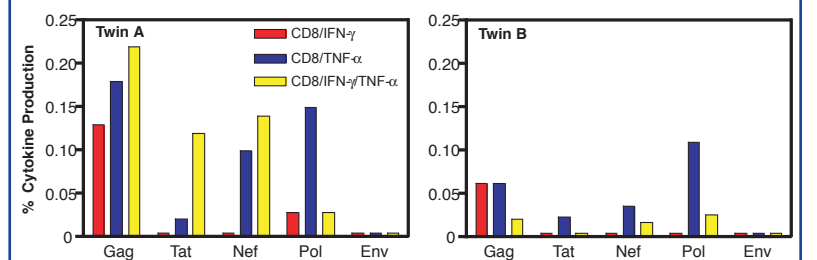 % Cytokine Production
0.25
0.20
0.15
0.10
0.05
0
Twin A
CD8/IFN-γ
CD8/TNF-α
CD8/IFN-γ/TNF-α
Gag Tat Nef Pol Env
0.25
0.20
0.15
0.10
0.05
0
Twin B
Gag Tat Nef Pol Env